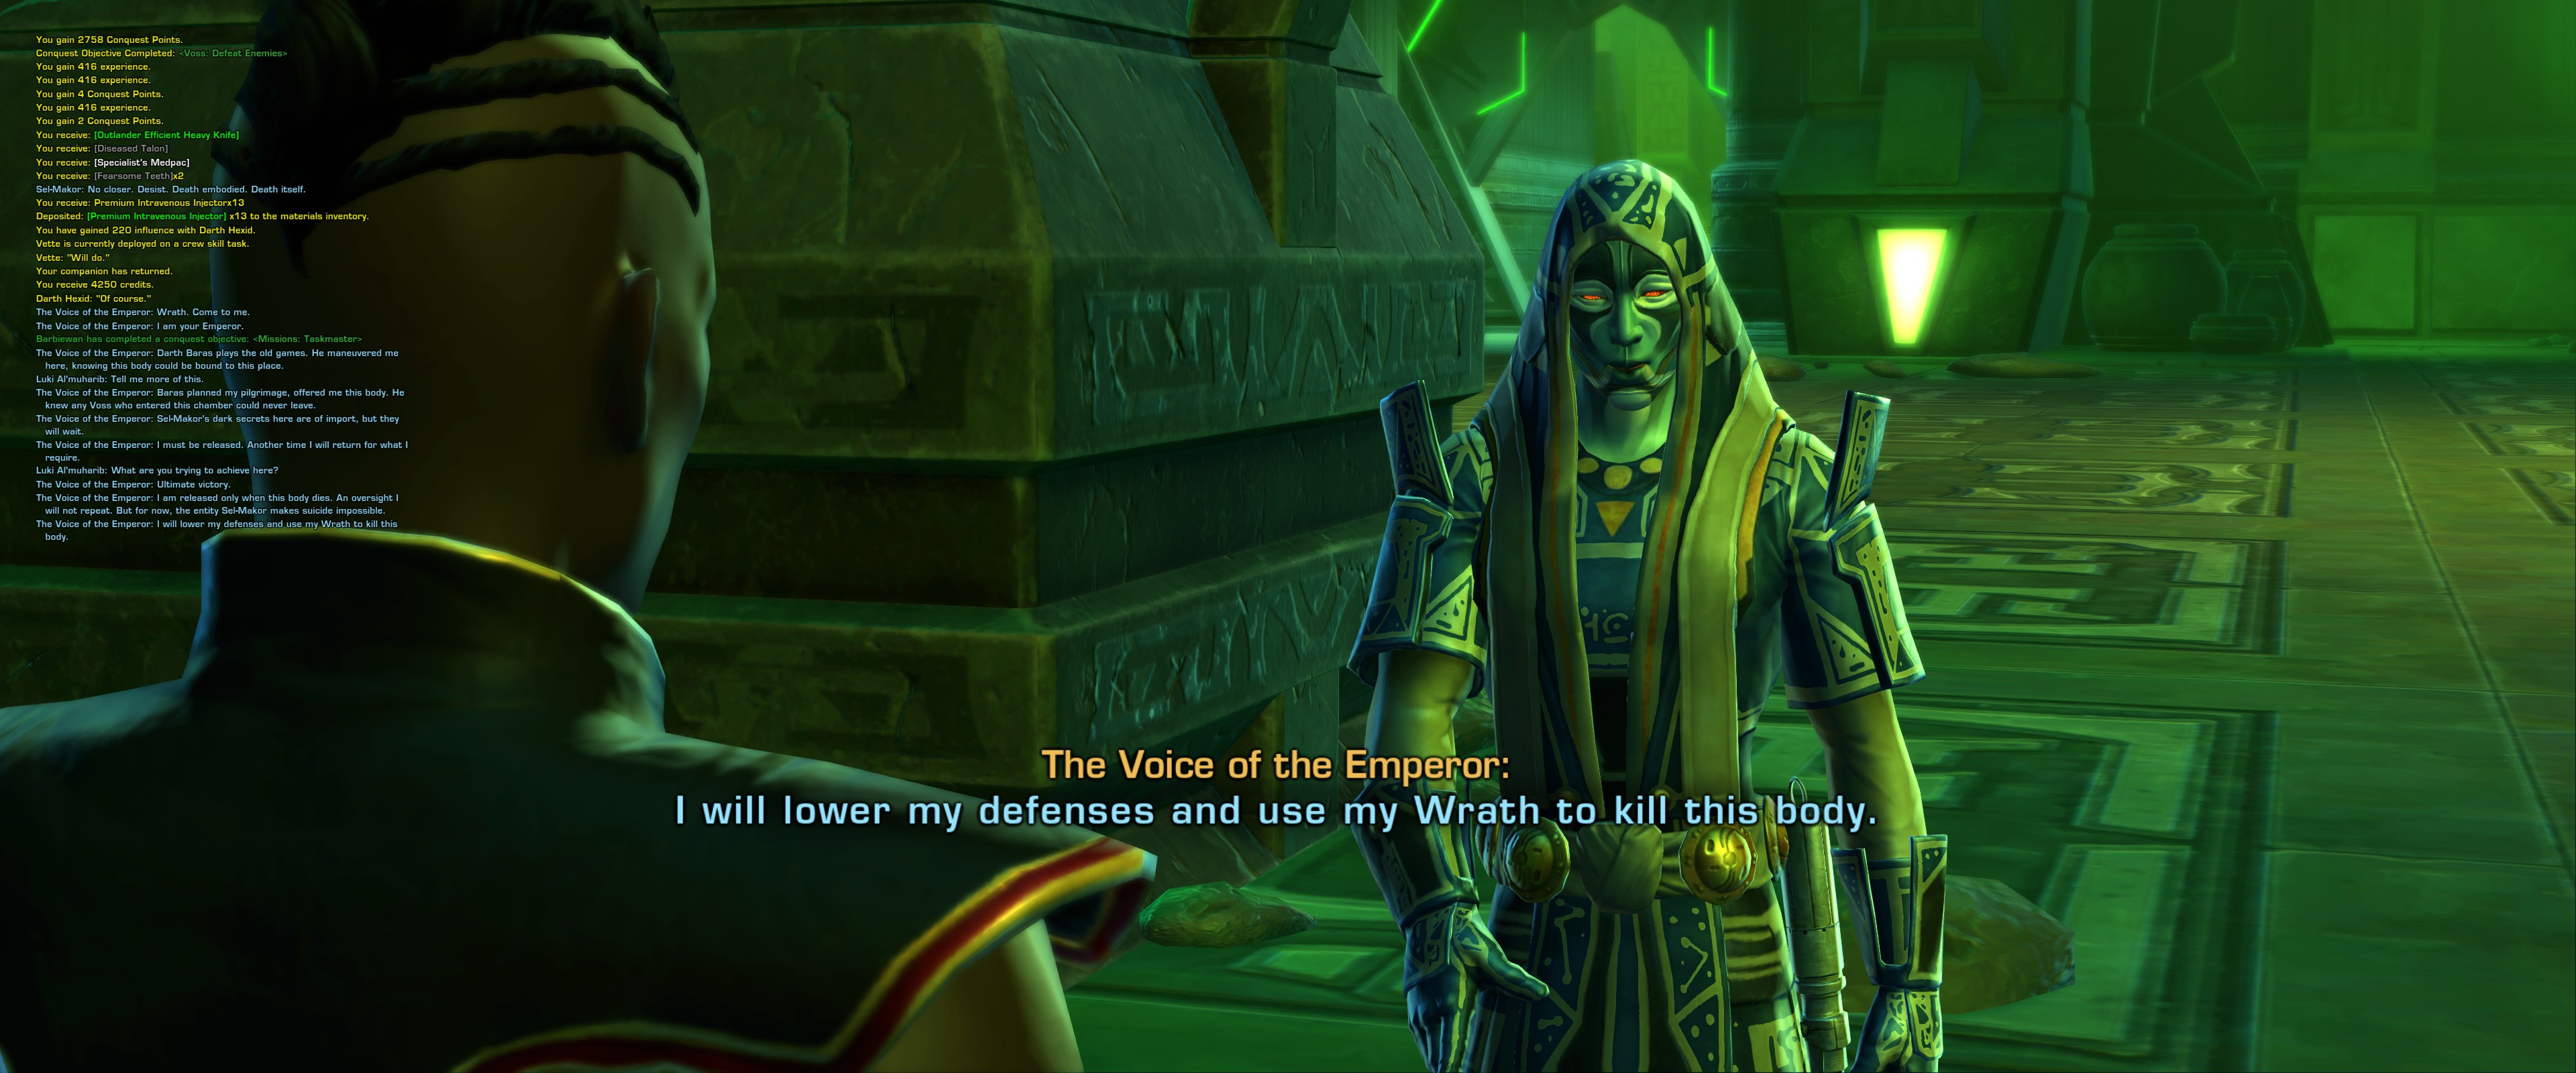 You gain 2758 Conquest Points.
Conquest Objective Completed: <Voss: Defeat Enemies>
You gain 416 experience.
You gain 416 experience.
You gain 4 Conquest Points.
You gain 416 experience.
You gain 2 Conquest Points.
You receive: [Outlander Efficient Heavy Knife]
You receive: [Diseased Talon]
You receive: [Specialist's Medpac]
You receive: [Fearsome Teeth]x2
Sel-Makor: No closer. Desist. Death embodied. Death itself.
You receive: Premium Intravenous Injectorx13
Deposited: [Premium Intravenous Injector] x13 to the materials inventory.
You have gained 220 influence with Darth Hexid.
Vette is currently deployed on a crew skill task.
Vette: "Will do."
Your companion has returned.
You receive 4250 credits.
Darth Hexid: "Of course."
The Voice of the Emperor: Wrath. Come to me.
The Voice of the Emperor: I am your Emperor.
Barbiewan has completed a conquest objective: <Missions: Taskmaster>
The Voice of the Emperor: Darth Baras plays the old games. He maneuvered me
here, knowing this body could be bound to this place.
Luki Al'muharib: Tell me more of this.
The Voice of the Emperor: Baras planned my pilgrimage, offered me this body. He
knew any Voss who entered this chamber could never leave.
The Voice of the Emperor: Sel-Makor's dark secrets here are of import, but they
will wait.
The Voice of the Emperor: I must be released. Another time I will return for what I
require.
Luki Al'muharib: What are you trying to achieve here?
The Voice of the Emperor: Ultimate victory.
The Voice of the Emperor: I am released only when this body dies. An oversight I
will not repeat. But for now, the entity Sel-Makor makes suicide impossible.
The Voice of the Emperor: I will lower my defenses and use my Wrath to kill this
body.
The Voice of the Emperor:
I will lower my defenses and use my Wrath to kill this body.